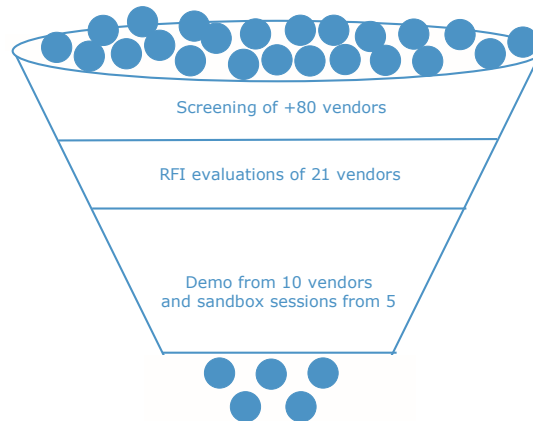 Screening of +80 vendors
RFI evaluations of 21 vendors
Demo from 10 vendors
and sandbox sessions from 5